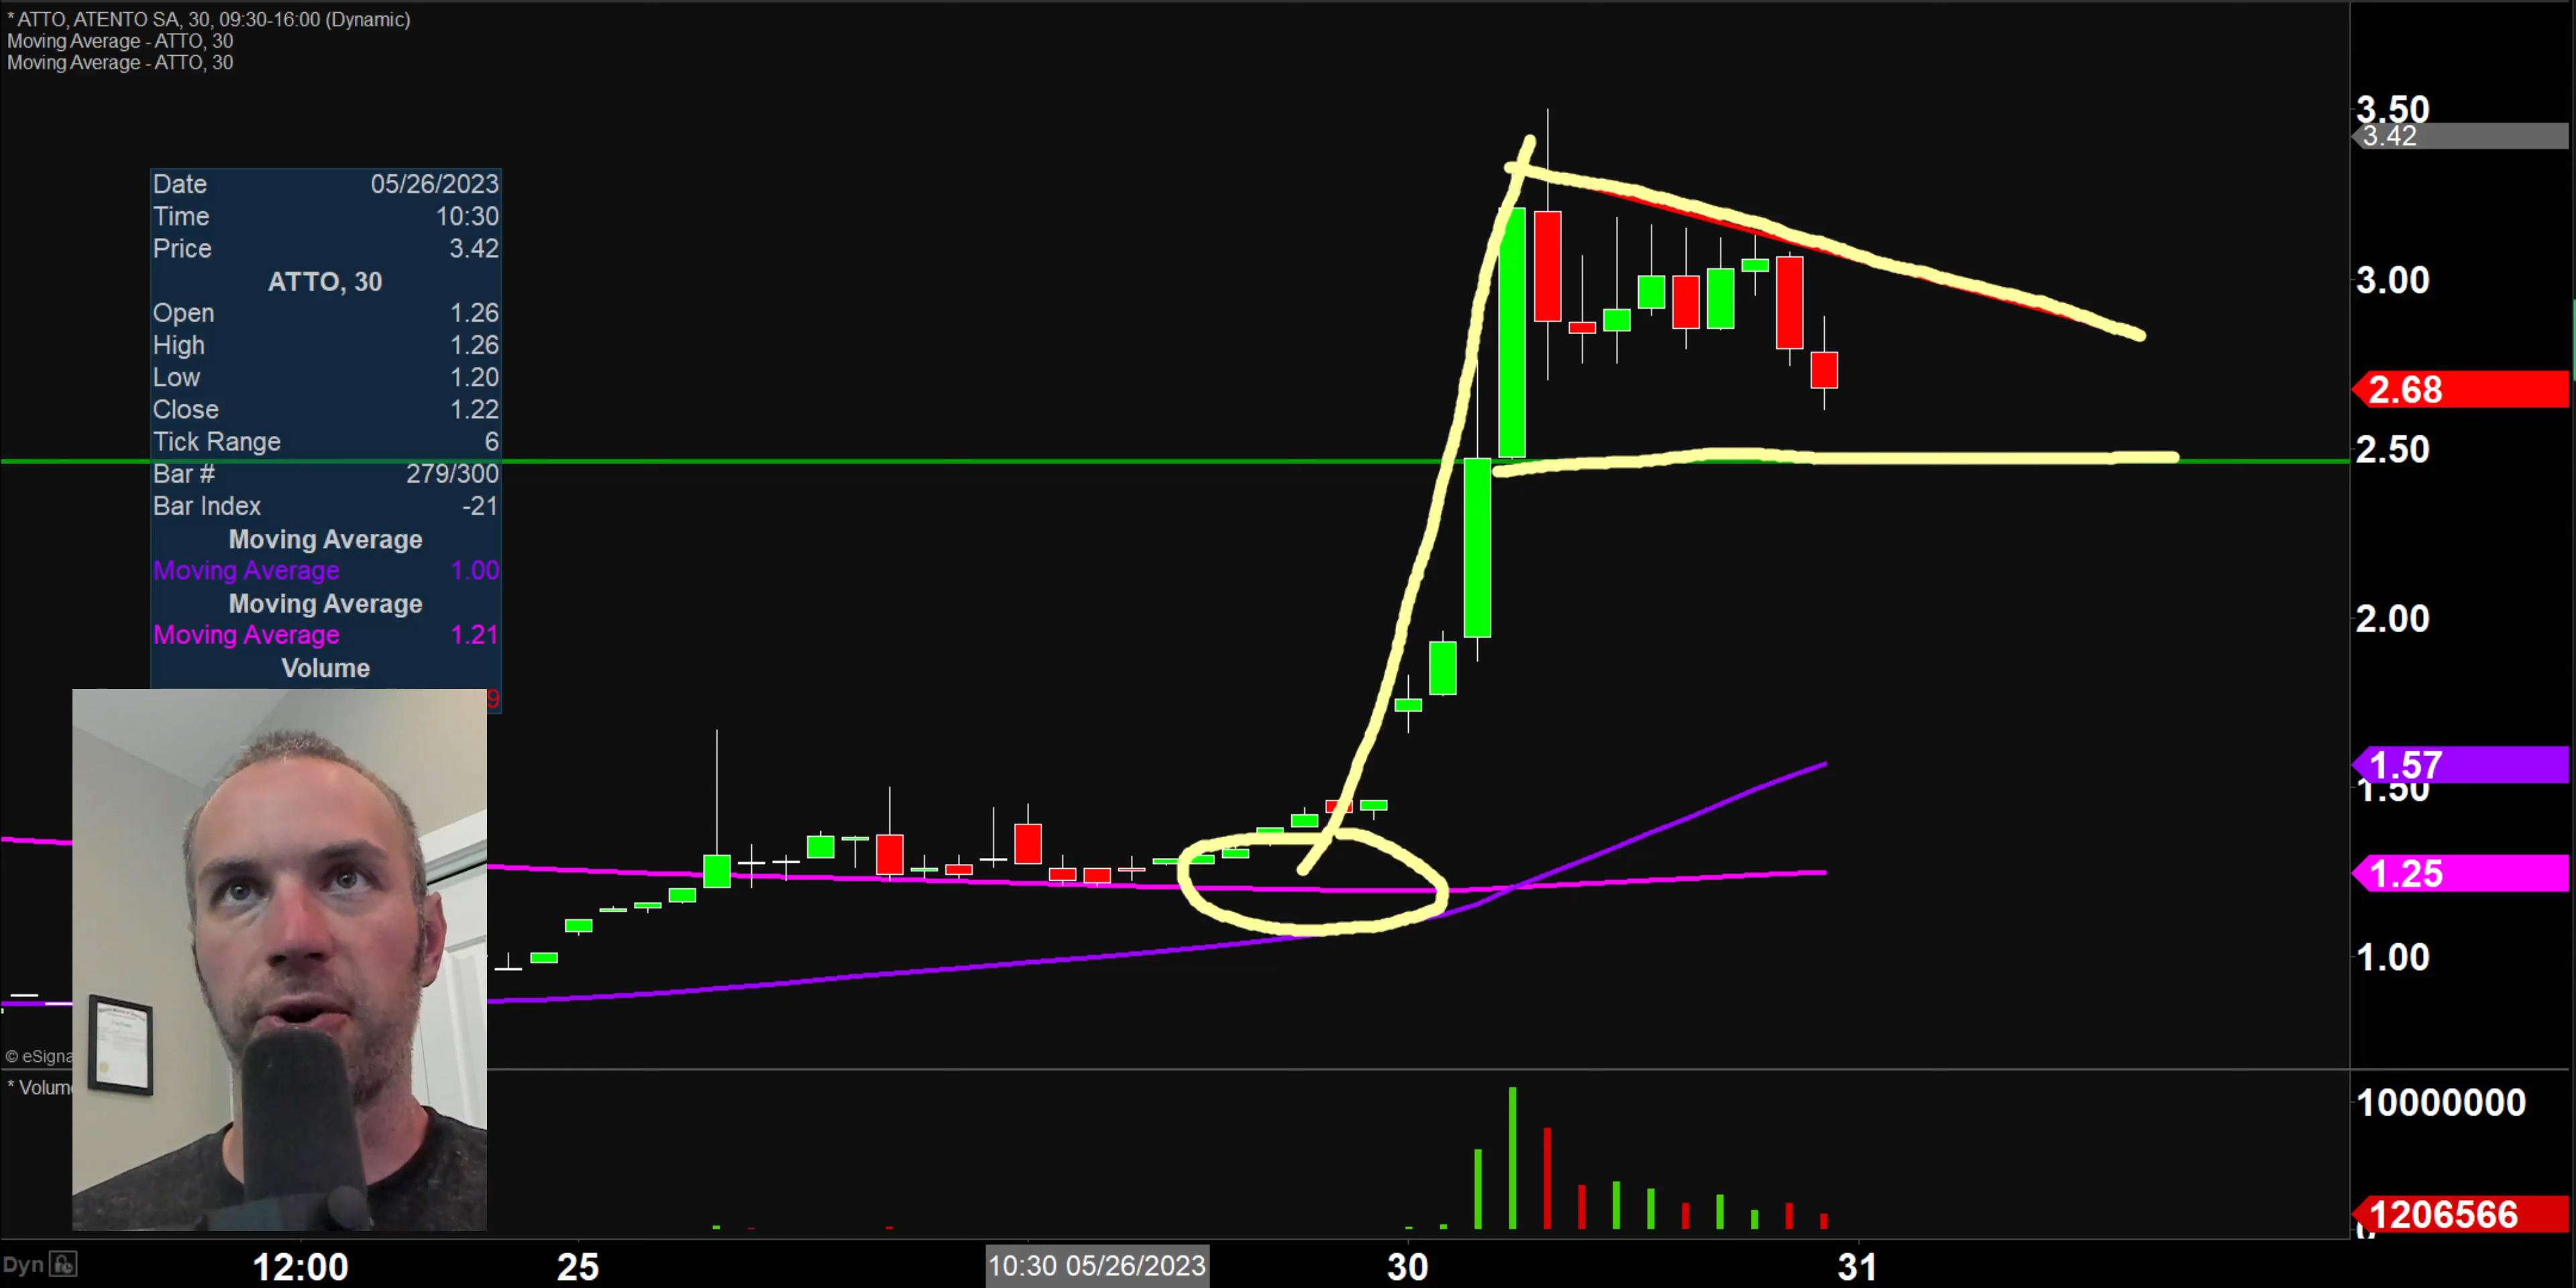 * ATTO, ATENTO SA, 30, 09:30-16:00 (Dynamic)
Moving Average - ATTO, 30
Moving Average - ATTO, 30
Date 05/26/2023
Time 10:30
Price 3.42
ATTO, 30
Open 1.26
High 1.26
Low 1.20
Close 1.22
Tick Range 6
Bar # 279/300
Bar Index -21
Moving Average
Moving Average 1.00
Moving Average
Moving Average 1.21
Volume
9
3.50
3.42
3.00
2.68
2.50
2.00
1.57
1.50
1.25
1.00
© eSigna
* Volum
10000000
1206566
0
Dyn
12:00 25 10:30 05/26/2023 30 31